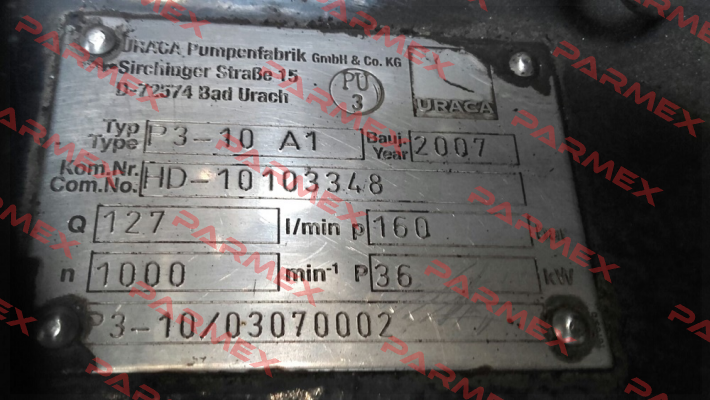 URACA Pumpenfabrik GmbH & Co. KG
Sirchinger Straße 15
D-72574 Bad Urach
PU
3
URACA
Typ
Type P3-10 A1 Bauj.
Year 2007
Kom.Nr.
Com.No. HD-10103348
Q 127 l/min p 160 bar
n 1000 min-1 P 36 kW
P3-10/03070002
PARMEX